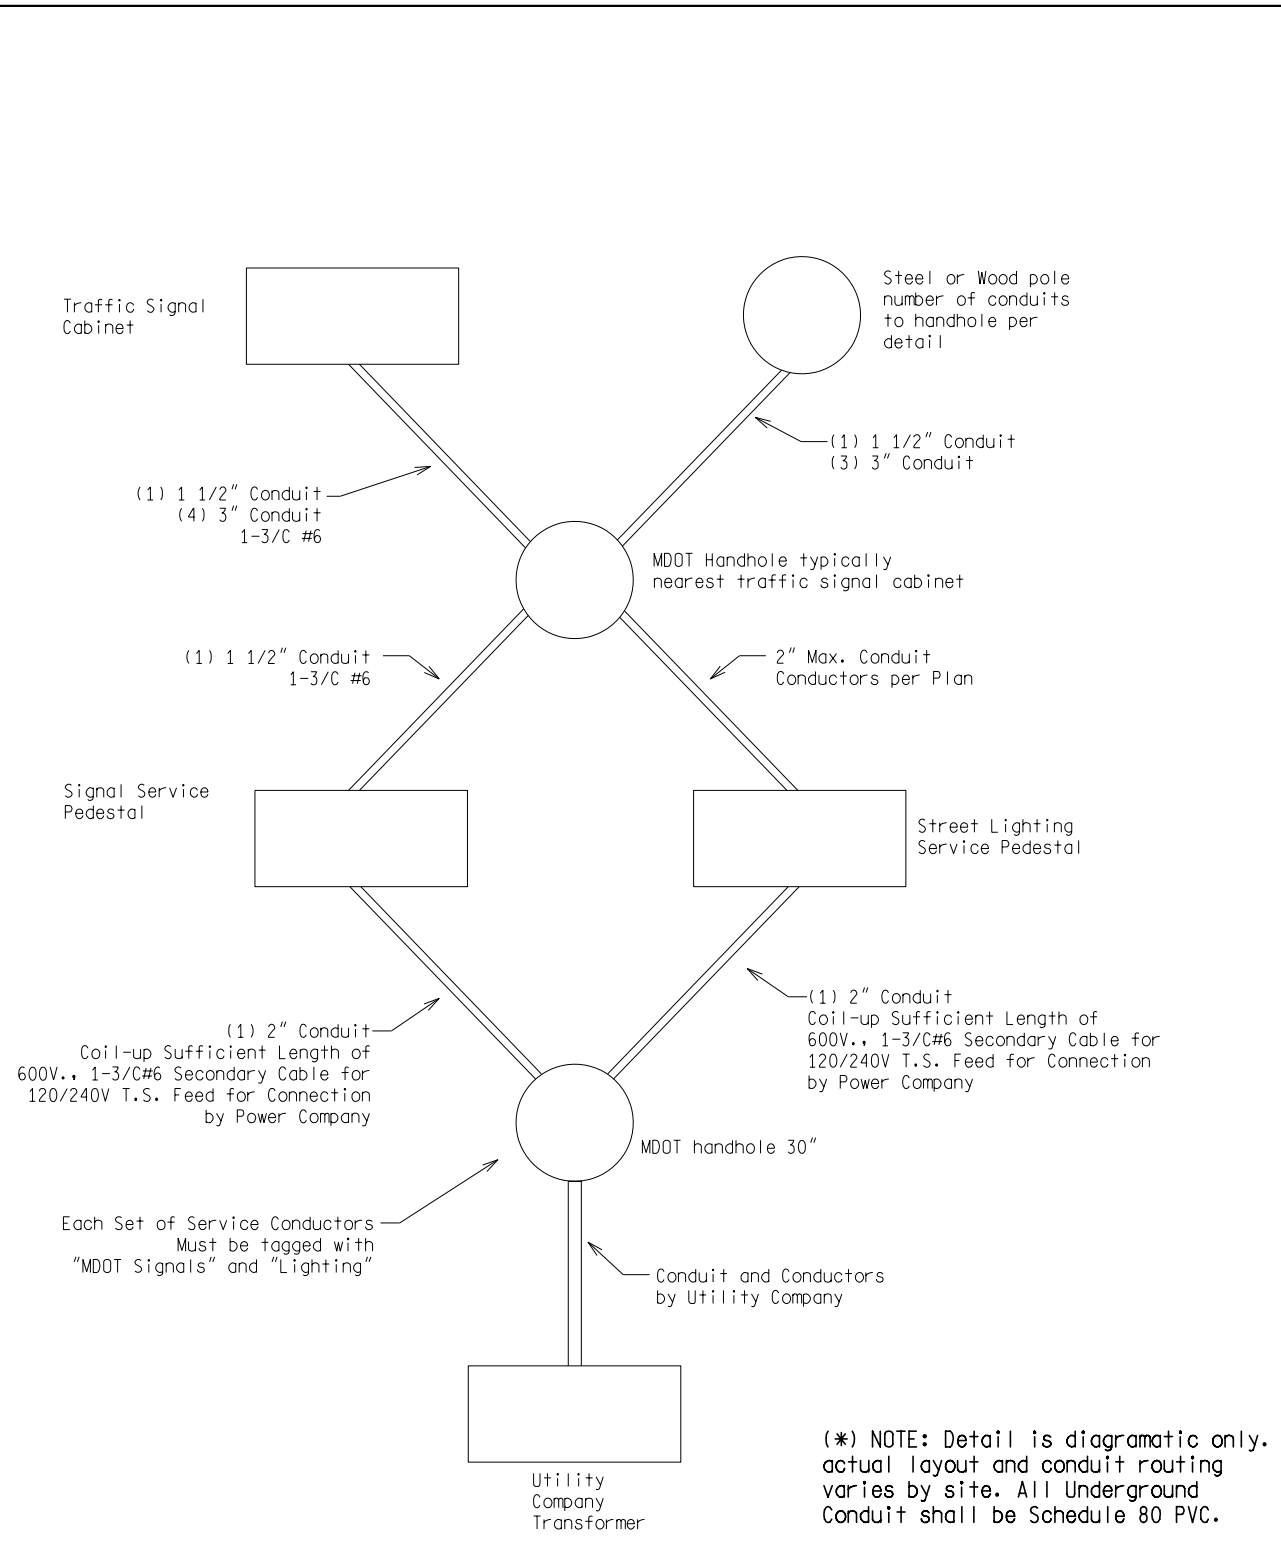 Traffic Signal
Cabinet
Steel or Wood pole
number of conduits
to handhole per
detail
(1) 1 1/2" Conduit
(3) 3" Conduit
(1) 1 1/2" Conduit
(4) 3" Conduit
1-3/C #6
MDOT Handhole typically
nearest traffic signal cabinet
(1) 1 1/2" Conduit
1-3/C #6
2" Max. Conduit
Conductors per Plan
Signal Service
Pedestal
Street Lighting
Service Pedestal
(1) 2" Conduit
Coil-up Sufficient Length of
600V., 1-3/C#6 Secondary Cable for
120/240V T.S. Feed for Connection
by Power Company
(1) 2" Conduit
Coil-up Sufficient Length of
600V., 1-3/C#6 Secondary Cable for
120/240V T.S. Feed for Connection
by Power Company
MDOT handhole 30"
Each Set of Service Conductors
Must be tagged with
"MDOT Signals" and "Lighting"
Conduit and Conductors
by Utility Company
Utility
Company
Transformer
(*) NOTE: Detail is diagramatic only.
actual layout and conduit routing
varies by site. All Underground
Conduit shall be Schedule 80 PVC.